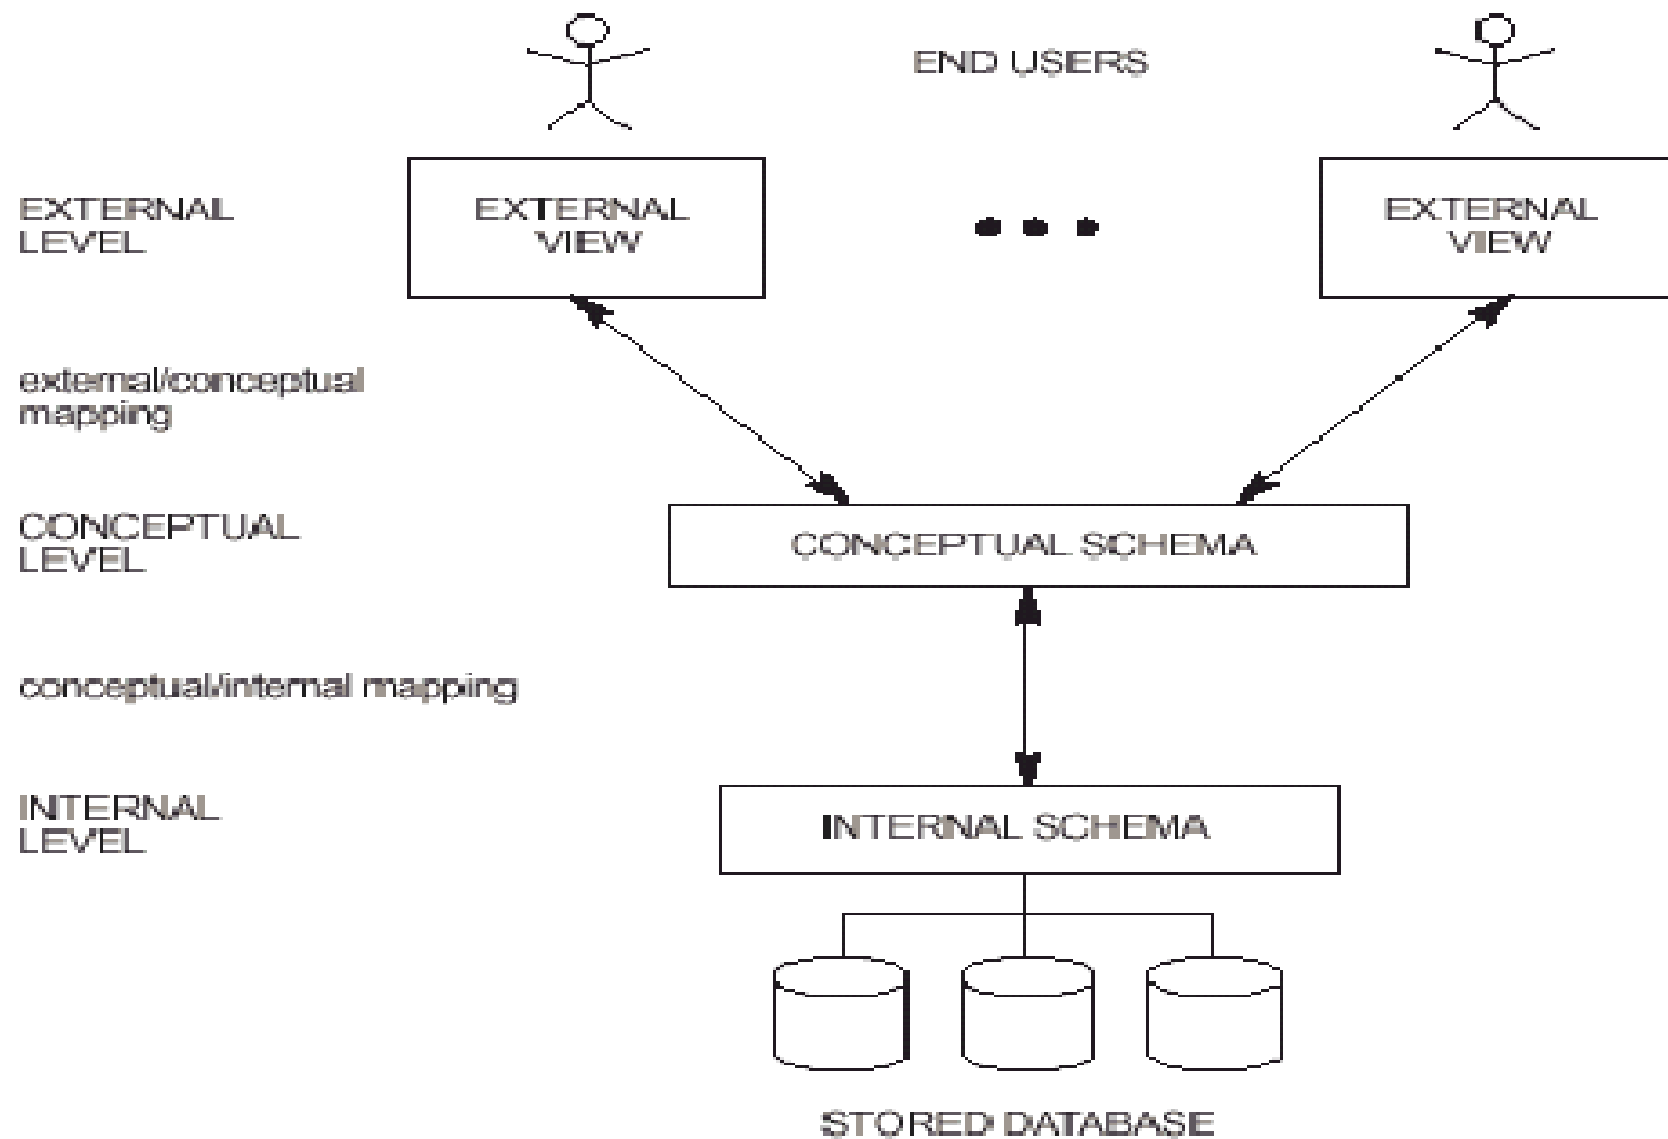 END USERS
EXTERNAL
LEVEL
EXTERNAL
VIEW
EXTERNAL
VIEW
external/conceptual
mapping
CONCEPTUAL
LEVEL
CONCEPTUAL SCHEMA
conceptual/internal mapping
INTERNAL
LEVEL
INTERNAL SCHEMA
STORED DATABASE